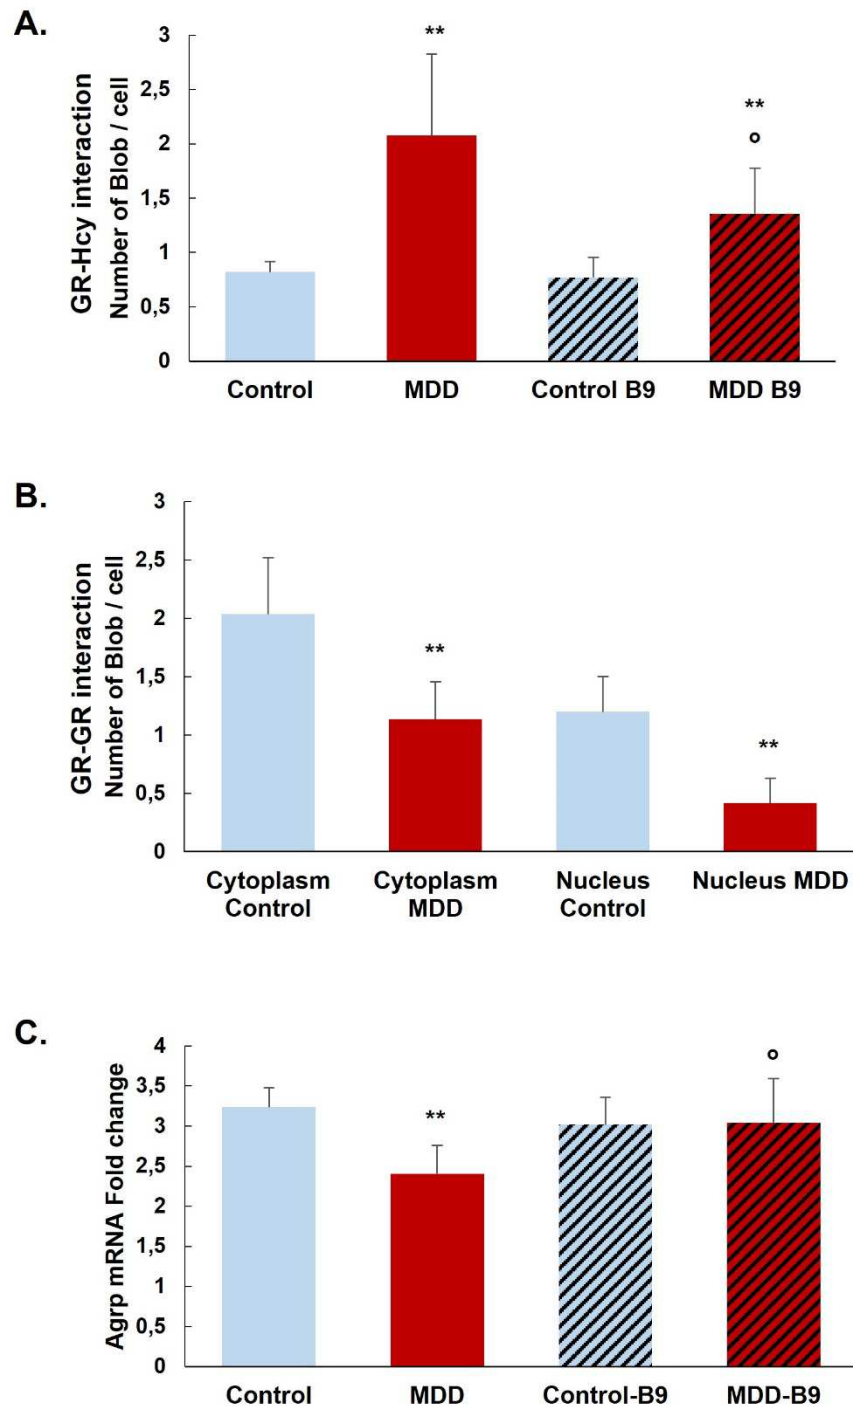 A.
GR-Hcy interaction
Number of Blob / cell
3
2,5
2
1,5
1
0,5
0
**
**
°
Control MDD Control B9 MDD B9
B.
GR-GR interaction
Number of Blob / cell
3
2,5
2
1,5
1
0,5
0
**
**
Cytoplasm Cytoplasm Nucleus Nucleus MDD
Control MDD Control
C.
Agrp mRNA Fold change
4
3,5
3
2,5
2
1,5
1
0,5
0
**
°
Control MDD Control-B9 MDD-B9